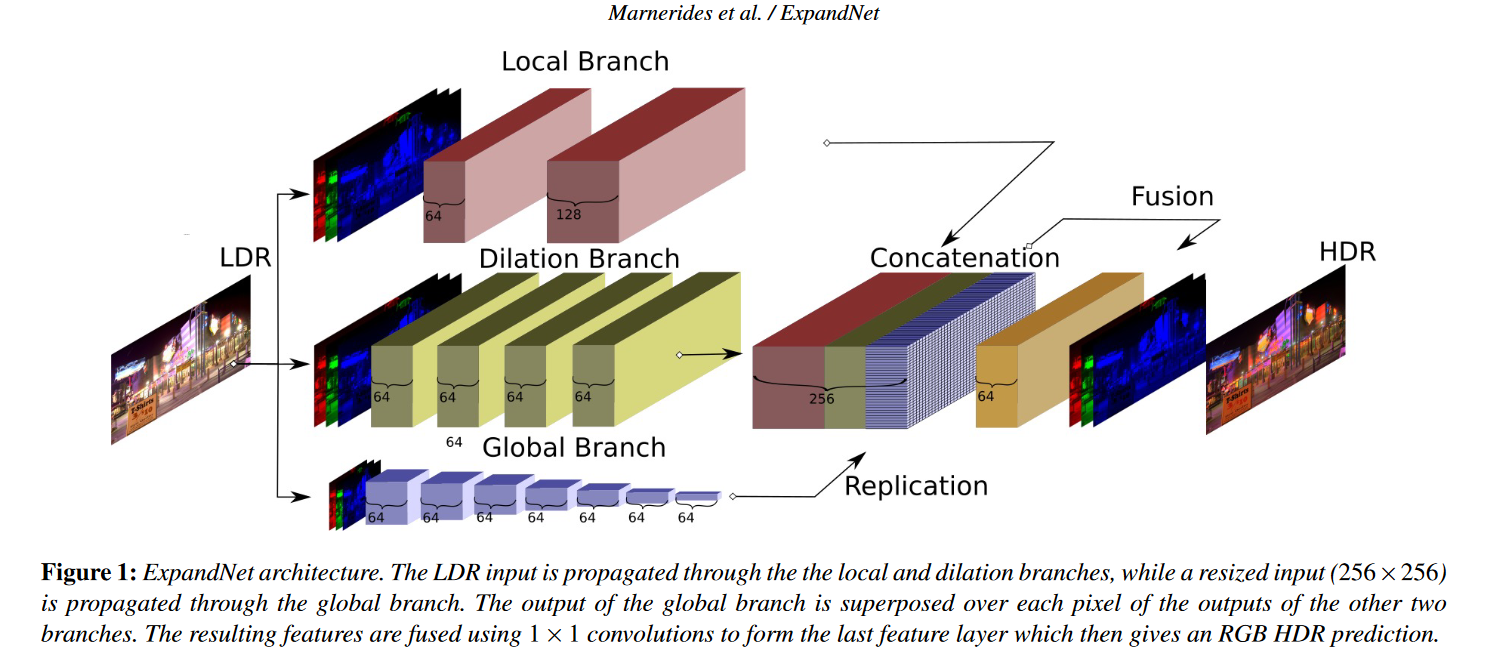 Marnerides et al. / ExpandNet
Local Branch
64
128
LDR
Dilation Branch
64
64
64
64
64
Global Branch
64
64
64
64
64
64
64
Concatenation
256
Replication
Fusion
64
HDR
T-Shirts
Figure 1: ExpandNet architecture. The LDR input is propagated through the the local and dilation branches, while a resized input (256 × 256)
is propagated through the global branch. The output of the global branch is superposed over each pixel of the outputs of the other two
branches. The resulting features are fused using 1 × 1 convolutions to form the last feature layer which then gives an RGB HDR prediction.